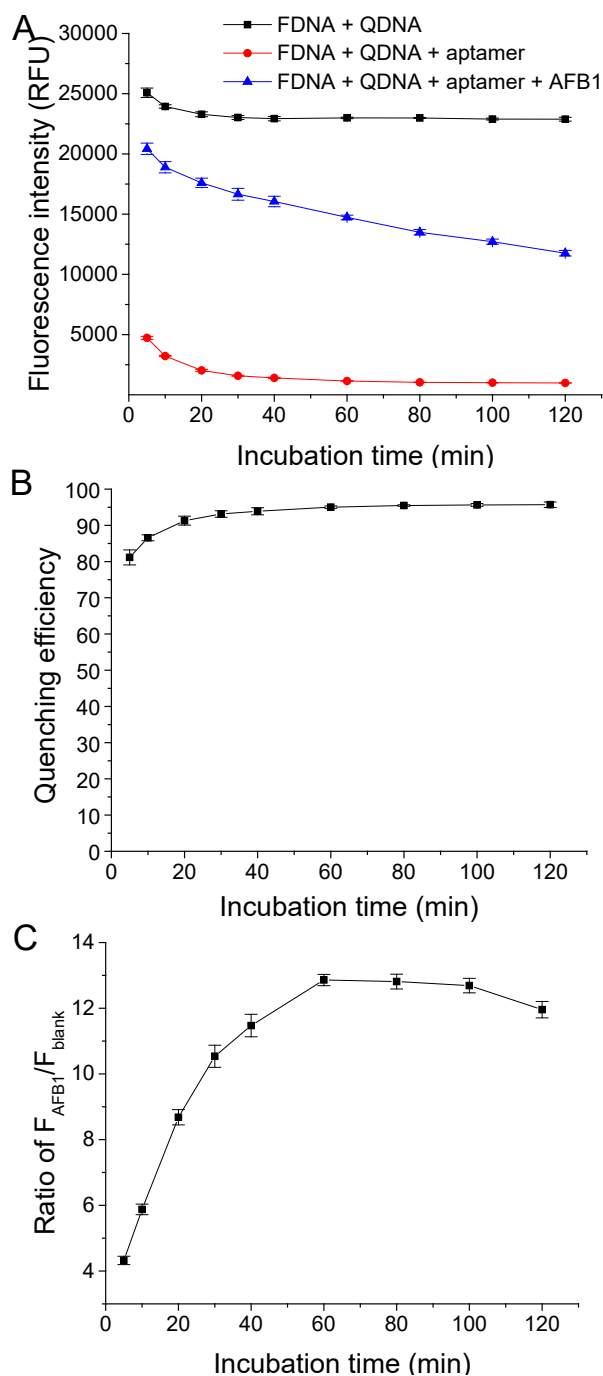 A
FDNA + QDNA
FDNA + QDNA + aptamer
FDNA + QDNA + aptamer + AFB1
Fluorescence intensity (RFU)
30000
25000
20000
15000
10000
5000
0 20 40 60 80 100 120
Incubation time (min)
B
Quenching efficiency
100
90
80
70
60
50
40
30
20
10
0
0 20 40 60 80 100 120
Incubation time (min)
C
Ratio of F_AFB1/F_blank
14
12
10
8
6
4
0 20 40 60 80 100 120
Incubation time (min)